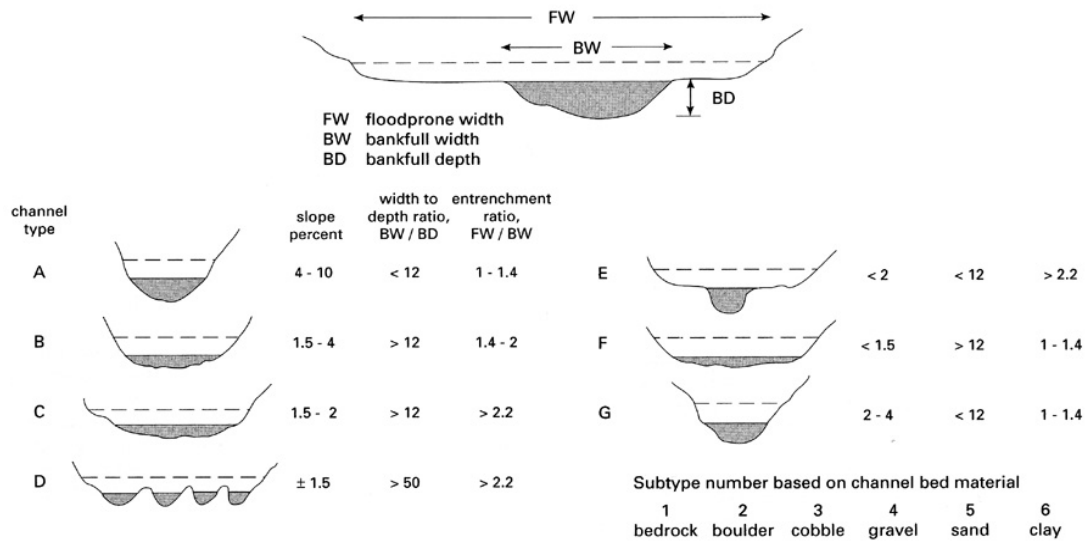 FW
BW
BD
FW floodprone width
BW bankfull width
BD bankfull depth
channel type
slope percent
width to depth ratio, BW / BD
entrenchment ratio, FW / BW
A 4 - 10 < 12 1 - 1.4
B 1.5 - 4 > 12 1.4 - 2
C 1.5 - 2 > 12 > 2.2
D ± 1.5 > 50 > 2.2
E < 2 < 12 > 2.2
F < 1.5 > 12 1 - 1.4
G 2 - 4 < 12 1 - 1.4
Subtype number based on channel bed material
1 2 3 4 5 6
bedrock boulder cobble gravel sand clay